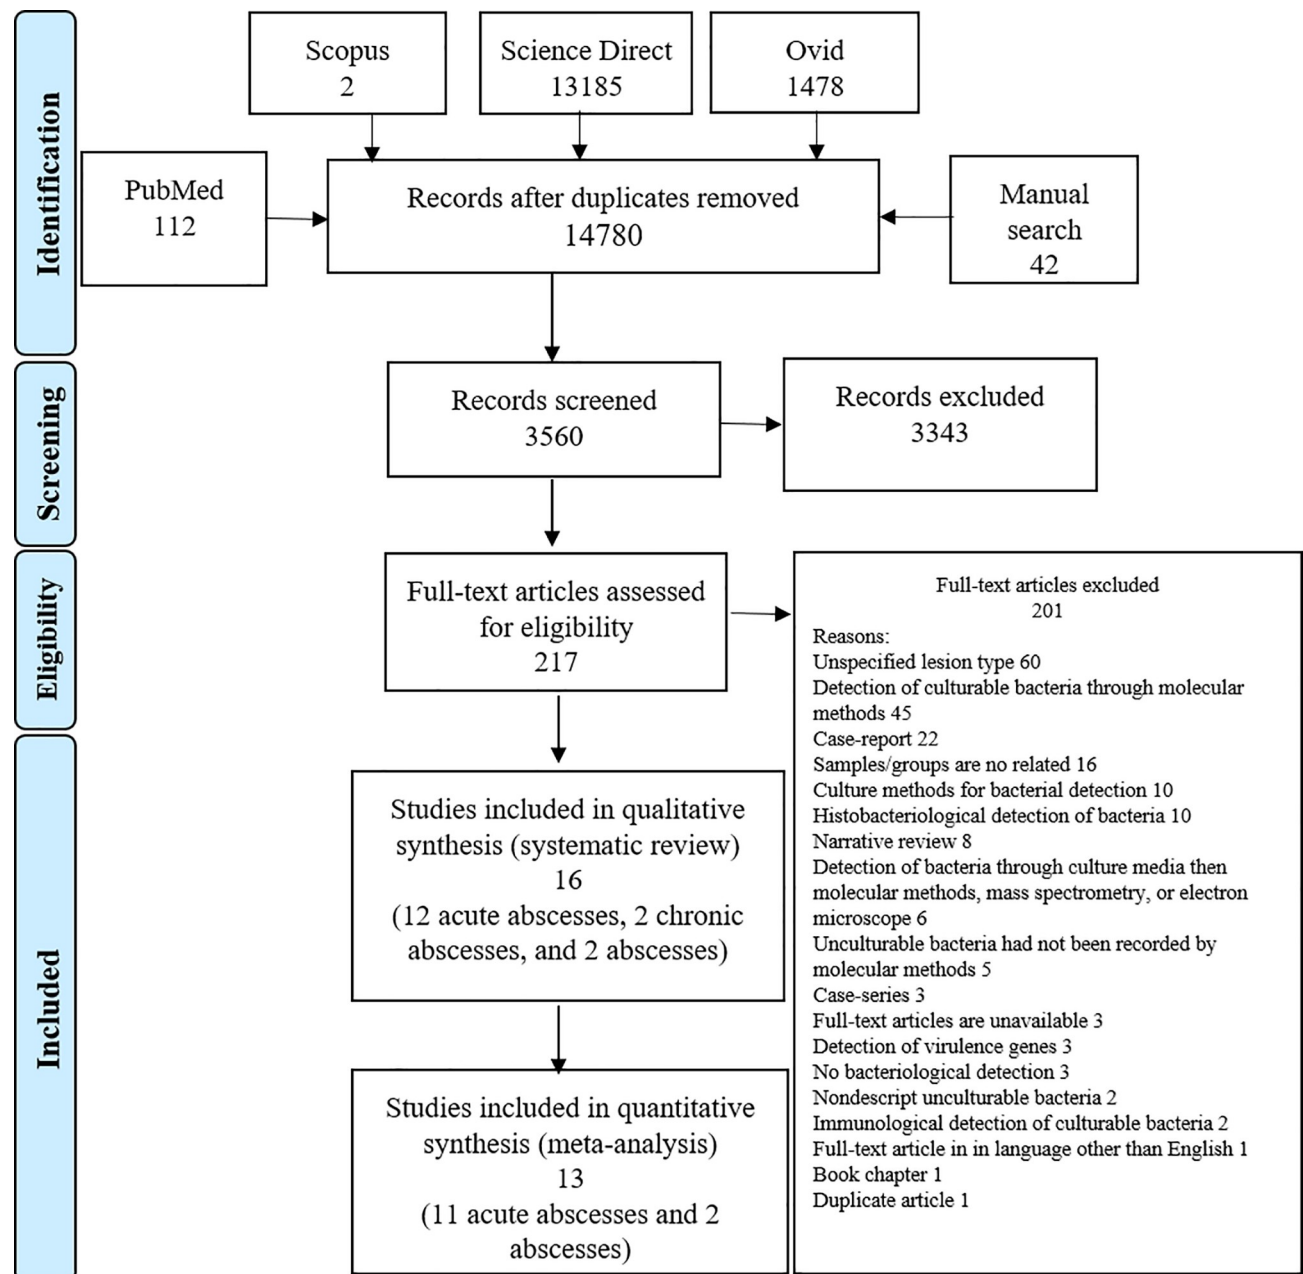 Identification
Scopus
2
Science Direct
13185
Ovid
1478
PubMed
112
Records after duplicates removed
14780
Manual
search
42
Screening
Records screened
3560
Records excluded
3343
Eligibility
Full-text articles assessed
for eligibility
217
Full-text articles excluded
201
Reasons:
Unspecified lesion type 60
Detection of culturable bacteria through molecular
methods 45
Case-report 22
Samples/groups are no related 16
Culture methods for bacterial detection 10
Histobacteriological detection of bacteria 10
Narrative review 8
Detection of bacteria through culture media then
molecular methods, mass spectrometry, or electron
microscope 6
Unculturable bacteria had not been recorded by
molecular methods 5
Case-series 3
Full-text articles are unavailable 3
Detection of virulence genes 3
No bacteriological detection 3
Nondescript unculturable bacteria 2
Immunological detection of culturable bacteria 2
Full-text article in in language other than English 1
Book chapter 1
Duplicate article 1
Included
Studies included in qualitative
synthesis (systematic review)
16
(12 acute abscesses, 2 chronic
abscesses, and 2 abscesses)
Studies included in quantitative
synthesis (meta-analysis)
13
(11 acute abscesses and 2
abscesses)